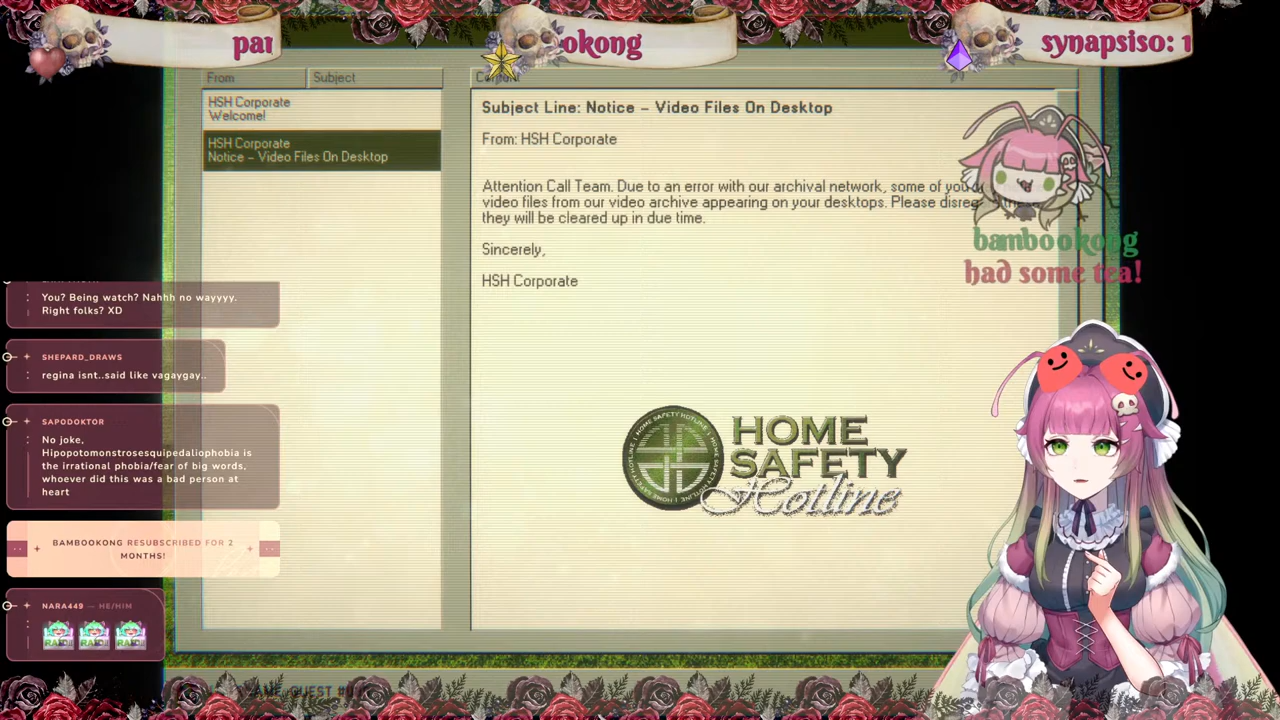 okong
synapsiso: 1
From
Subject
HSH Corporate
Welcome!
HSH Corporate
Notice – Video Files On Desktop
Subject Line: Notice – Video Files On Desktop
From: HSH Corporate
Attention Call Team. Due to an error with our archival network, some of you
video files from our video archive appearing on your desktops. Please
they will be cleared up in due time.
Sincerely,
HSH Corporate
HOME
SAFETY
Hotline
bambookong
had some tea!
You? Being watch? Nahhh no wayyyy.
Right folks? XD
SHEPARD_DRAWS
regina isnt..said like vagaygay..
SAPODOKTOR
No joke,
Hipopotomonstrosesquipedaliophobia is
the irrational phobia/fear of big words,
whoever did this was a bad person at
heart
BAMBOOKONG RESUBSCRIBED FOR 2
MONTHS!
NARA449 — HE/HIM
RAID!! RAID!! RAID!!